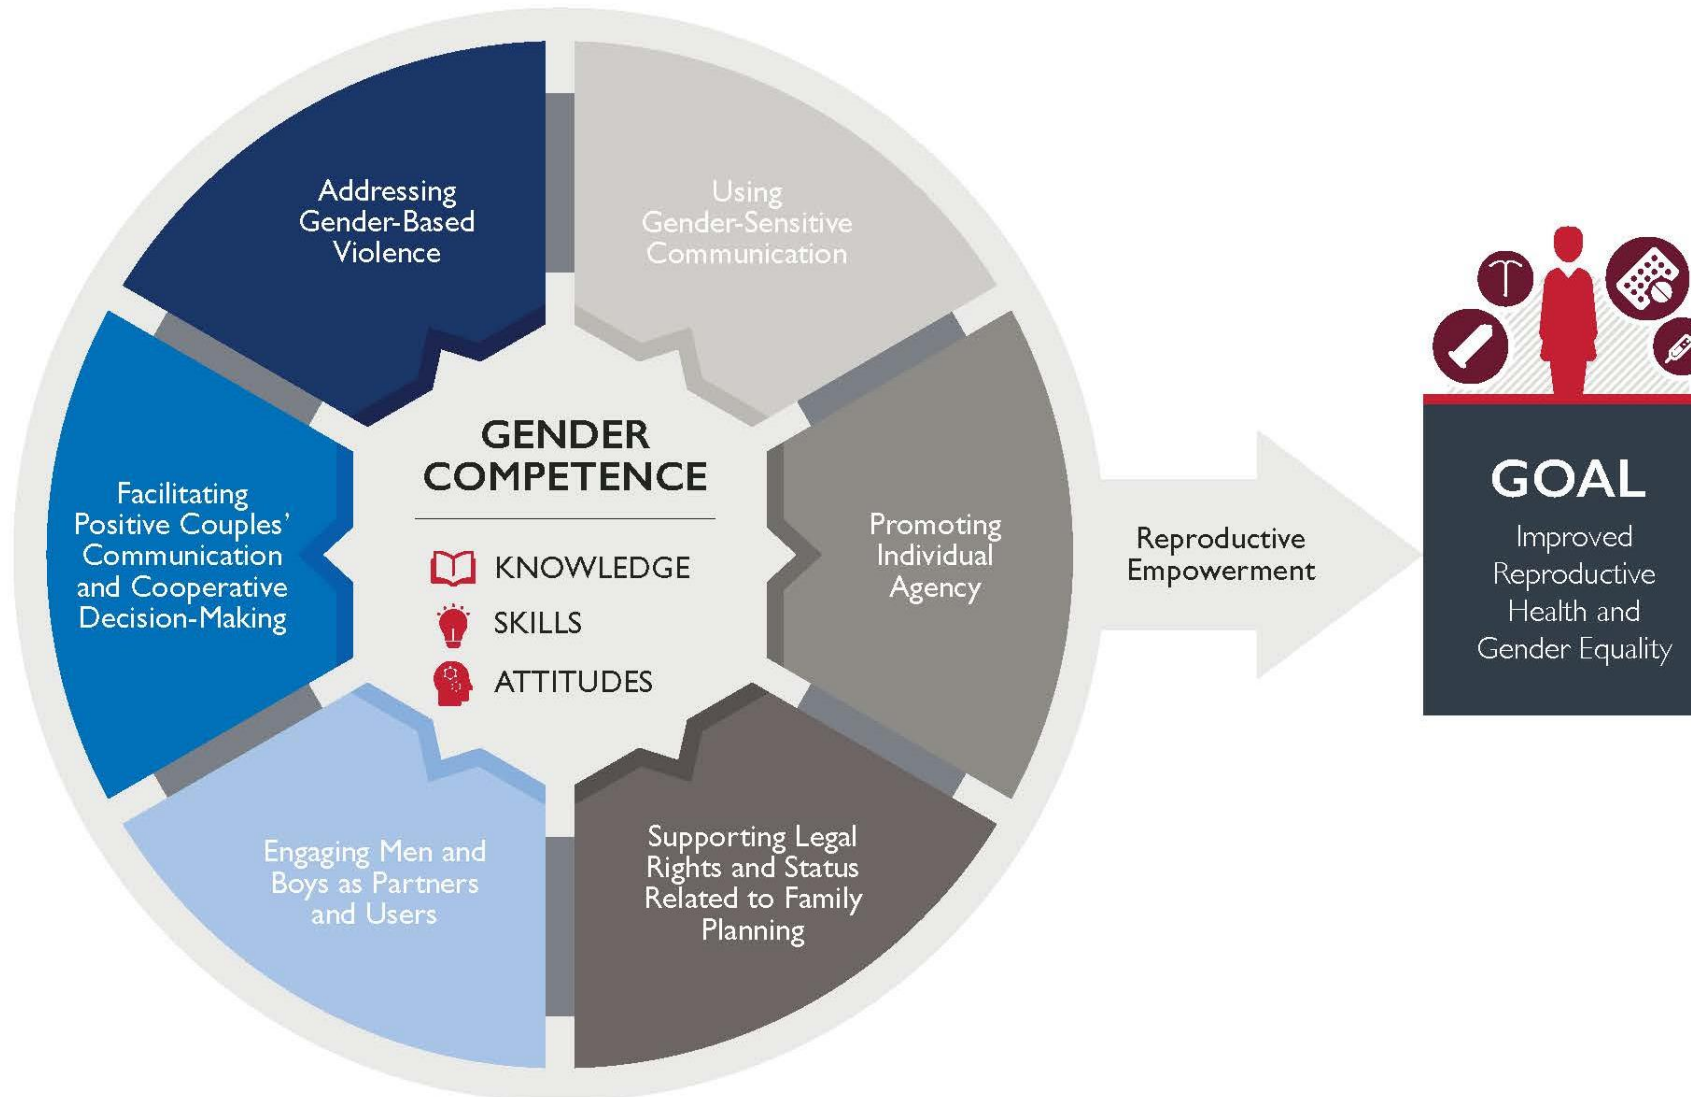 Addressing
Gender-Based
Violence
Using
Gender-Sensitive
Communication
Promoting
Individual
Agency
Supporting Legal
Rights and Status
Related to Family
Planning
Engaging Men and
Boys as Partners
and Users
Facilitating
Positive Couples’
Communication
and Cooperative
Decision-Making
GENDER
COMPETENCE
KNOWLEDGE
SKILLS
ATTITUDES
Reproductive
Empowerment
GOAL
Improved
Reproductive
Health and
Gender Equality